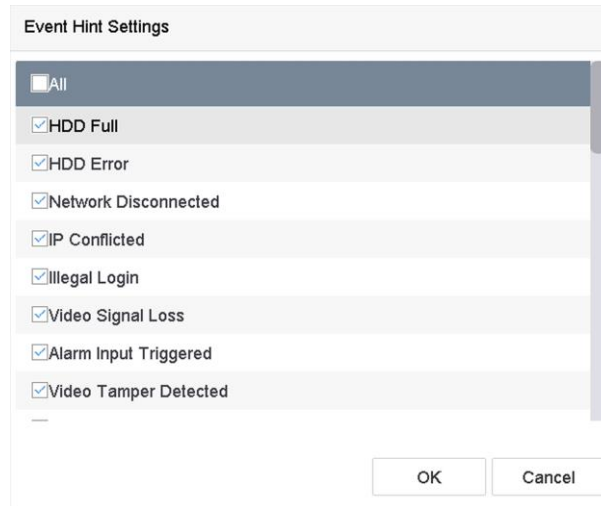 Event Hint Settings
All
HDD Full
HDD Error
Network Disconnected
IP Conflicted
Illegal Login
Video Signal Loss
Alarm Input Triggered
Video Tamper Detected
OK Cancel